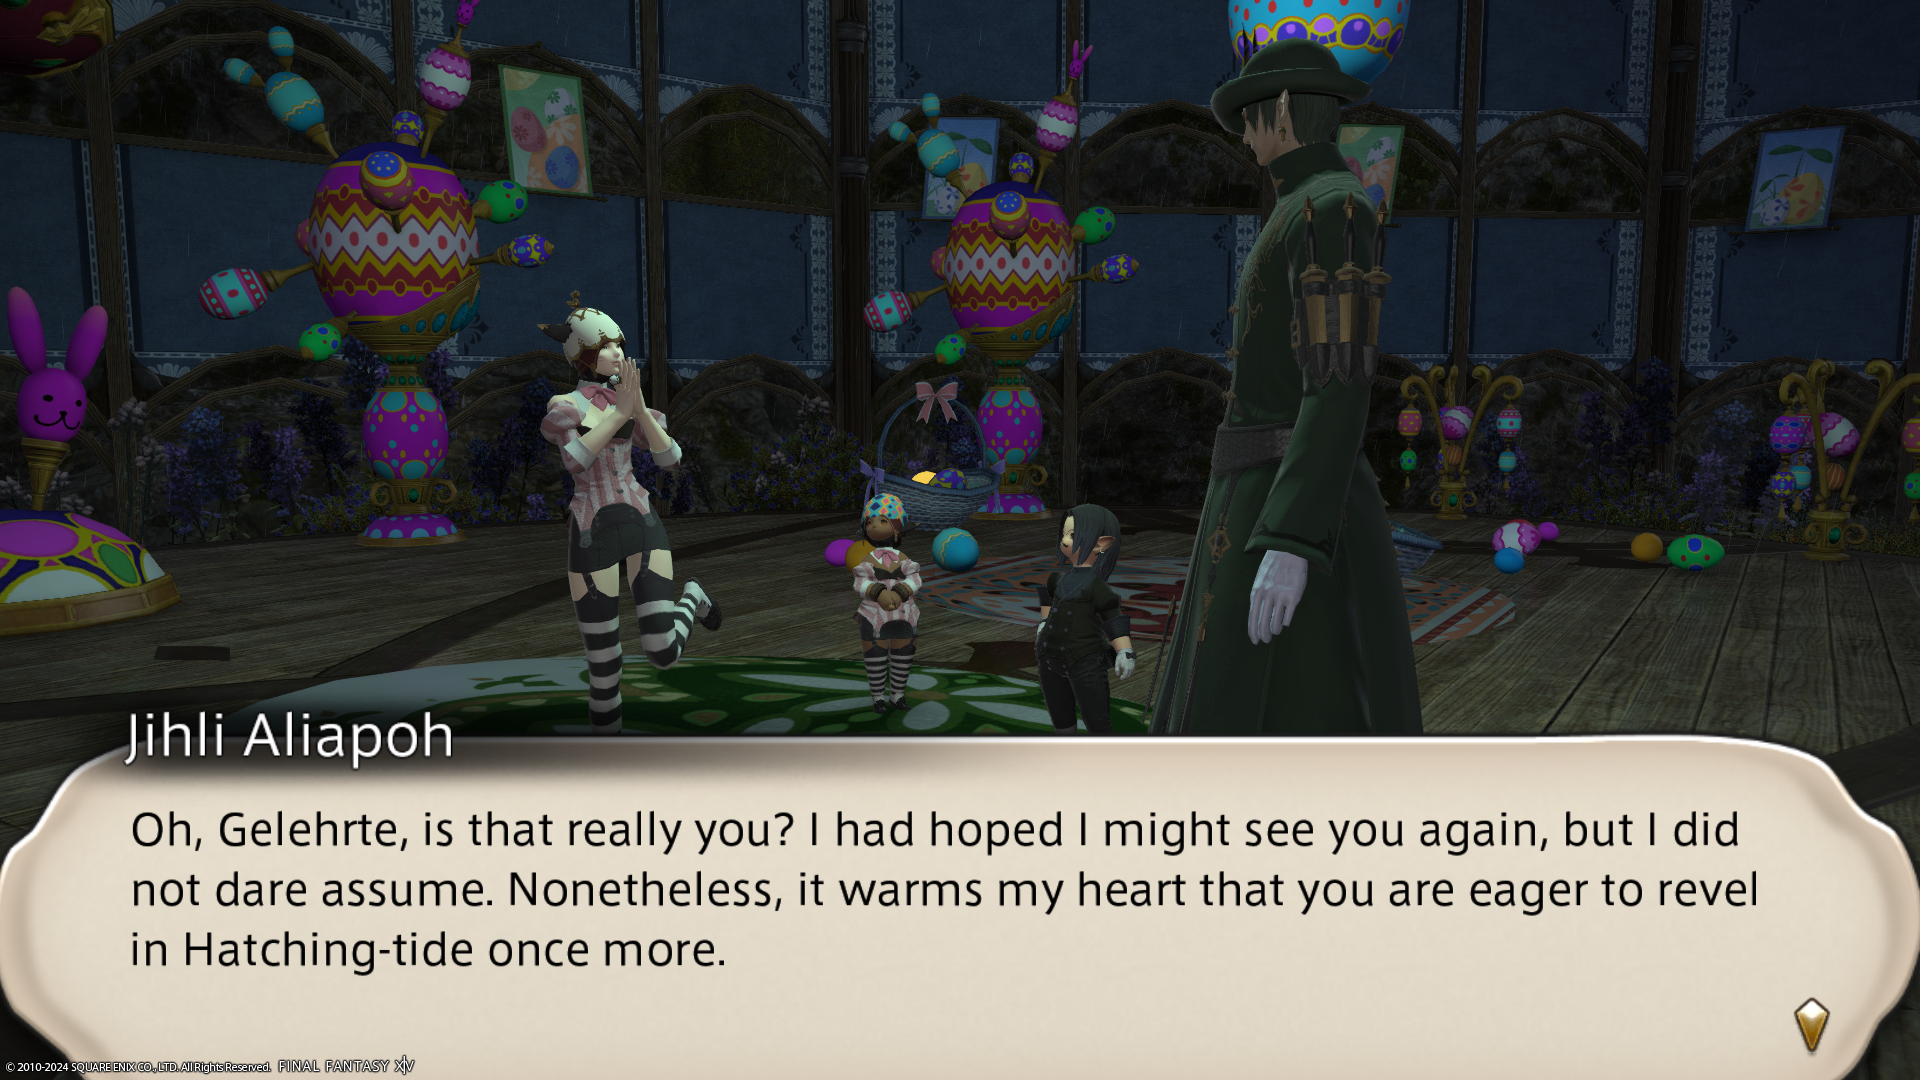 Jihli Aliapoh
Oh, Gelehrte, is that really you? I had hoped I might see you again, but I did
not dare assume. Nonetheless, it warms my heart that you are eager to revel
in Hatching-tide once more.
© 2010-2024 SQUARE ENIX CO., LTD. All Rights Reserved. FINAL FANTASY XIV